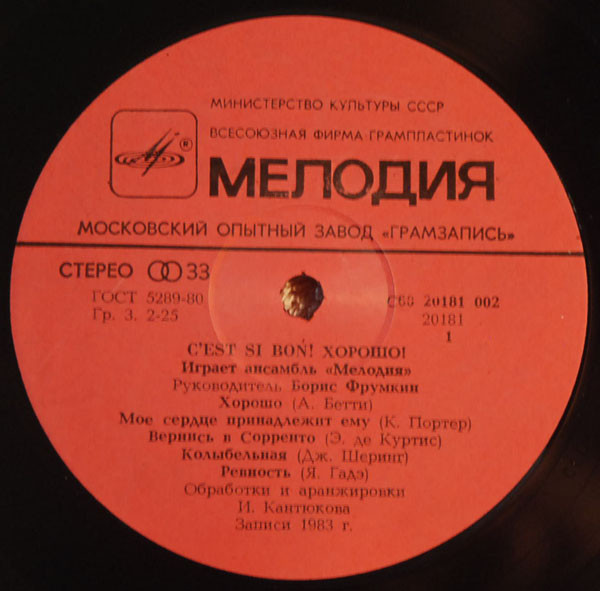 МИНИСТЕРСТВО КУЛЬТУРЫ СССР
ВСЕСОЮЗНАЯ ФИРМА ГРАМПЛАСТИНОК
®
МЕЛОДИЯ
МОСКОВСКИЙ ОПЫТНЫЙ ЗАВОД «ГРАМЗАПИСЬ»
СТЕРЕО 33
ГОСТ 5289-80
Гр. 3. 2-25
С60 20181 002
20181
1
C'EST SI BON! ХОРОШО!
Играет ансамбль «Мелодия»
Руководитель Борис Фрумкин
Хорошо (А. Бетти)
Мое сердце принадлежит ему (К. Портер)
Вернись в Сорренто (Э. де Куртис)
Колыбельная (Дж. Шеринг)
Ревность (Я. Гадэ)
Обработки и аранжировки
И. Кантюкова
Записи 1983 г.